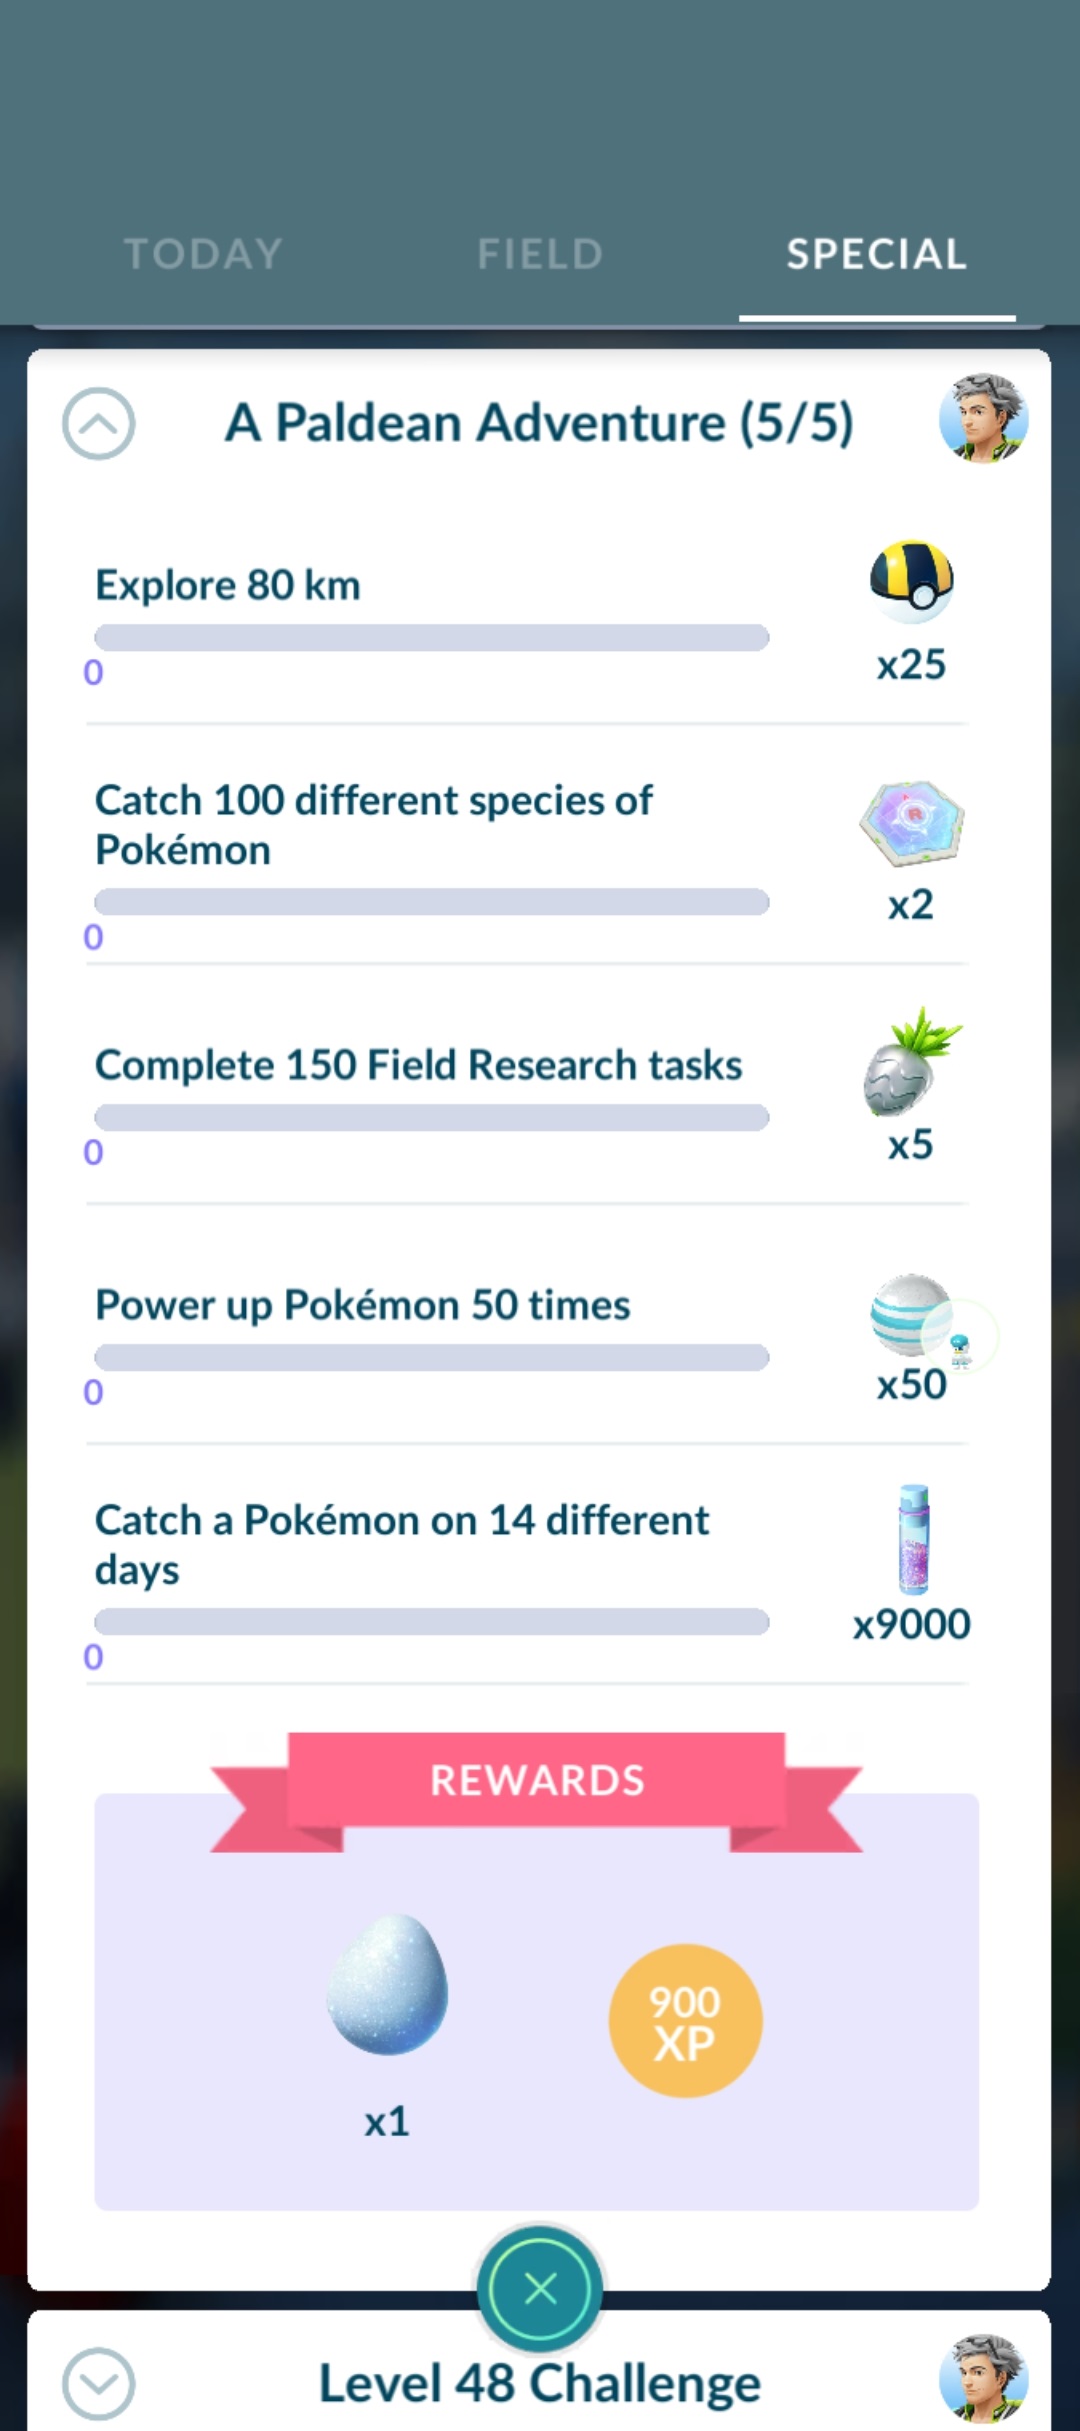 TODAY FIELD SPECIAL
A Paldean Adventure (5/5)
Explore 80 km
0
x25
Catch 100 different species of
Pokémon
0
x2
Complete 150 Field Research tasks
0
x5
Power up Pokémon 50 times
0
x50
Catch a Pokémon on 14 different
days
0
x9000
REWARDS
x1
900
XP
Level 48 Challenge